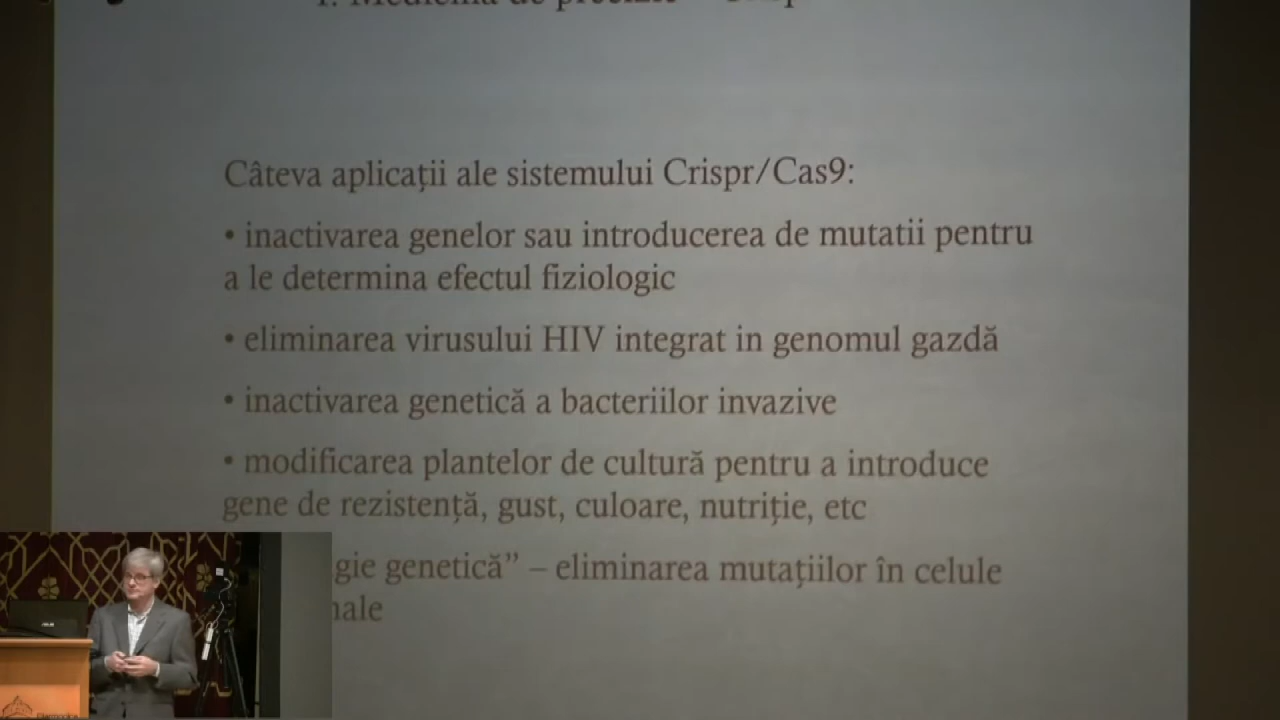 Câteva aplicații ale sistemului Crispr/Cas9:
• inactivarea genelor sau introducerea de mutatii pentru
a le determina efectul fiziologic
• eliminarea virusului HIV integrat in genomul gazdă
• inactivarea genetică a bacteriilor invazive
• modificarea plantelor de cultură pentru a introduce
gene de rezistență, gust, culoare, nutriție, etc
gie genetică” – eliminarea mutațiilor în celule
nale